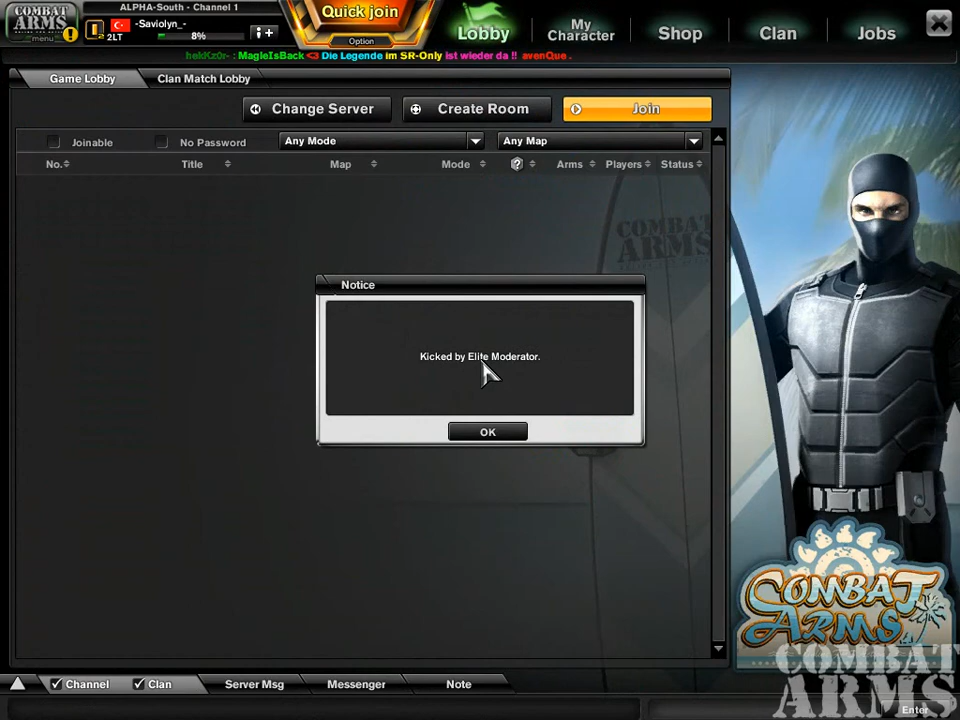 COMBAT
ARMS
menu
2LT
ALPHA-South - Channel 1
-Saviolyn_-
8%
Quick join
Option
Lobby
My
Character
Shop
Clan
Jobs
hekKz0r- : MagleIsBack <3 Die Legende im SR-Only ist wieder da !! avenQue .
Game Lobby
Clan Match Lobby
Change Server
Create Room
Join
Joinable
No Password
Any Mode
Any Map
No.
Title
Map
Mode
Arms
Players
Status
COMBAT
ARMS
Notice
Kicked by Elite Moderator.
OK
COMBAT
ARMS
COMBAT
ARMS
Channel
Clan
Server Msg
Messenger
Note
Enter